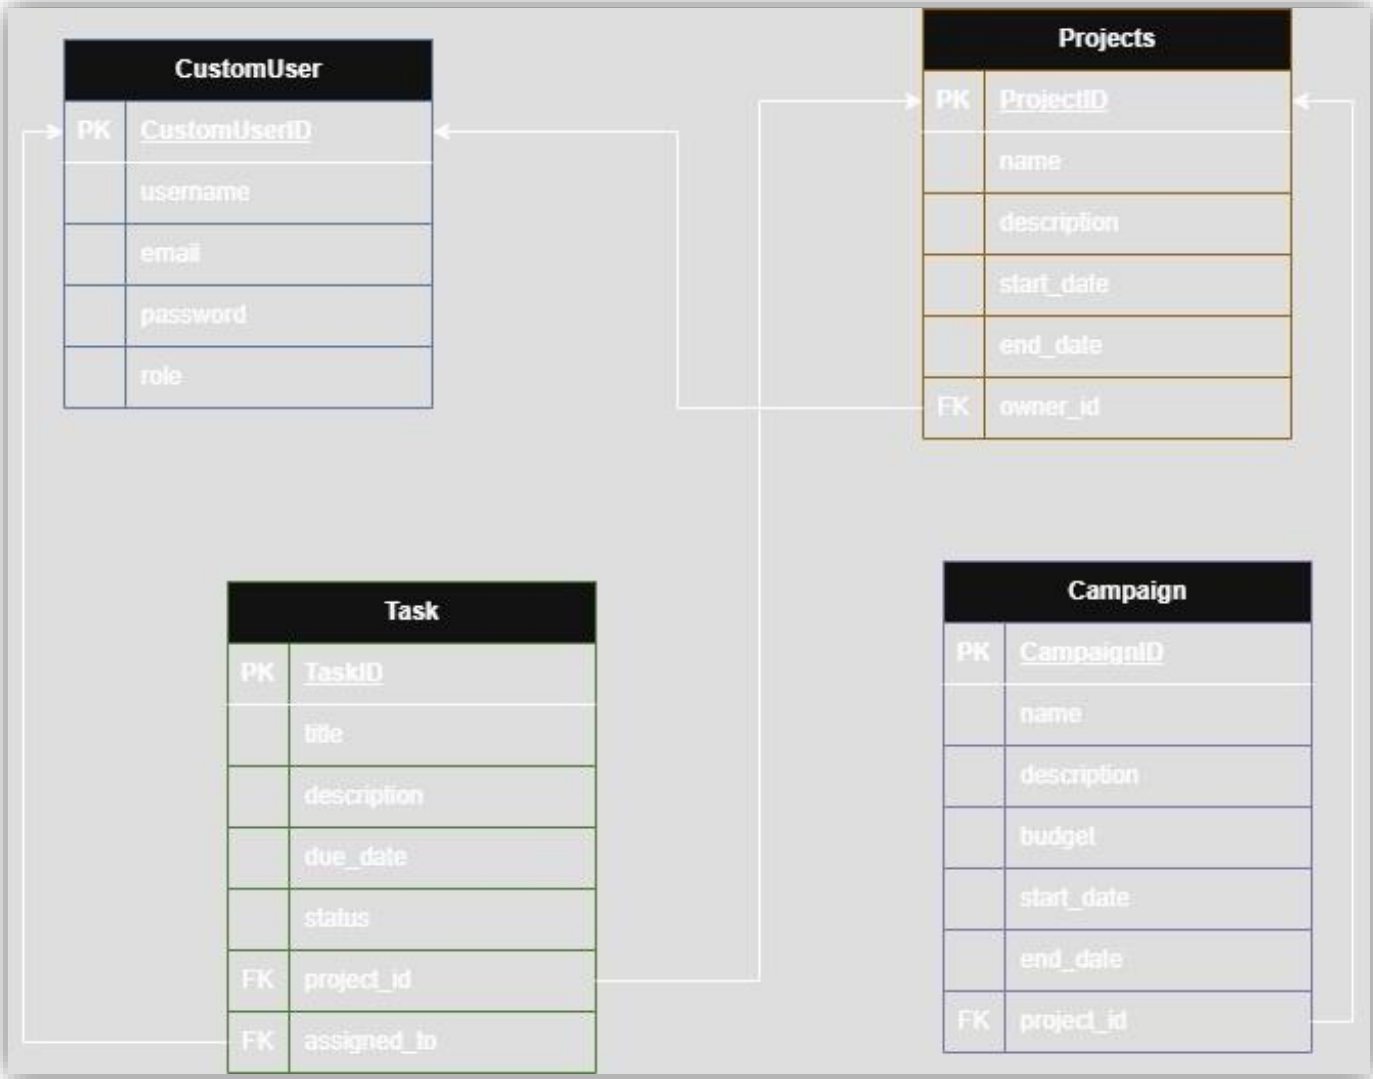 CustomUser
PK CustomUserID
username
email
password
role
Projects
PK ProjectID
name
description
start_date
end_date
FK owner_id
Task
PK TaskID
title
description
due_date
status
FK project_id
FK assigned_to
Campaign
PK CampaignID
name
description
budget
start_date
end_date
FK project_id